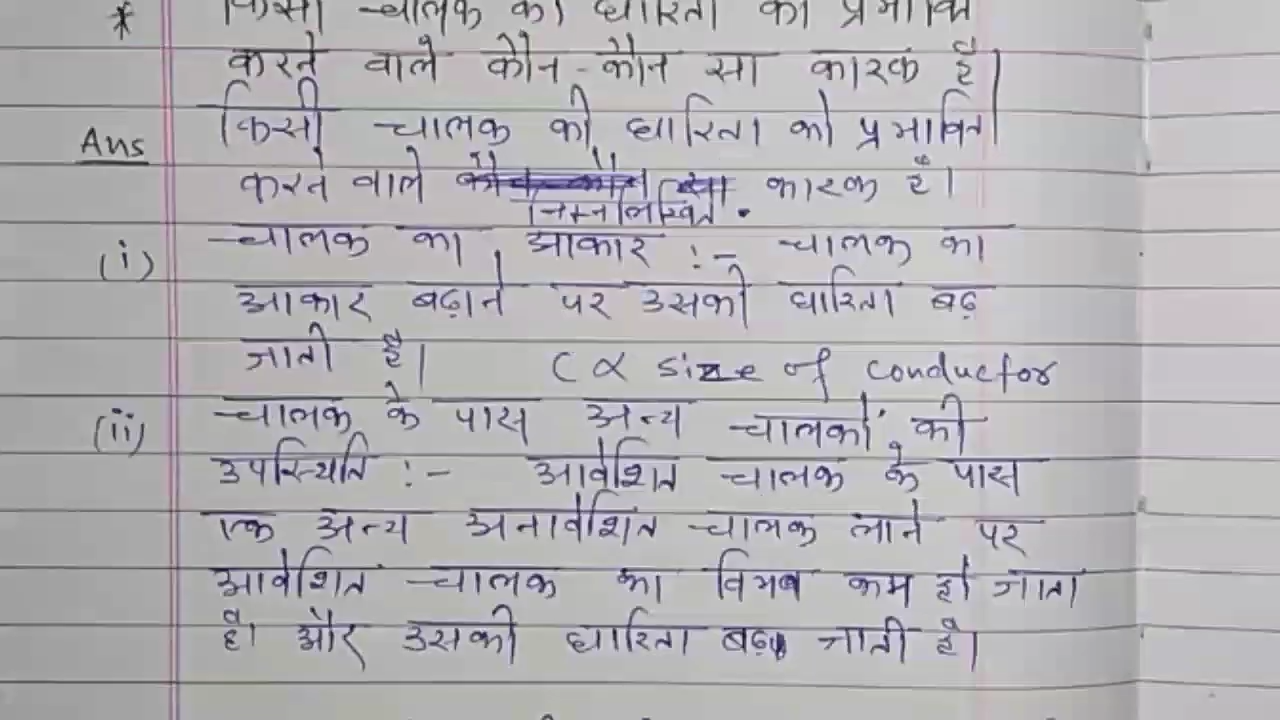 * किसी चालक की धारिता को प्रभावित
करने वाले कौन-कौन सा कारक है।
Ans किसी चालक की धारिता को प्रभावित
करने वाले कौन-कौन सा कारक है।
निम्नलिखित.
(i) चालक का आकार :- चालक का
आकार बढ़ाने पर उसकी धारिता बढ़
जाती है। C α size of conductor
(ii) चालक के पास अन्य चालकों की
उपस्थिति :- आवेशित चालक के पास
एक अन्य अनावेशित चालक लाने पर
आवेशित चालक का विभव कम हो जाता
है। और उसकी धारिता बढ़ जाती है।